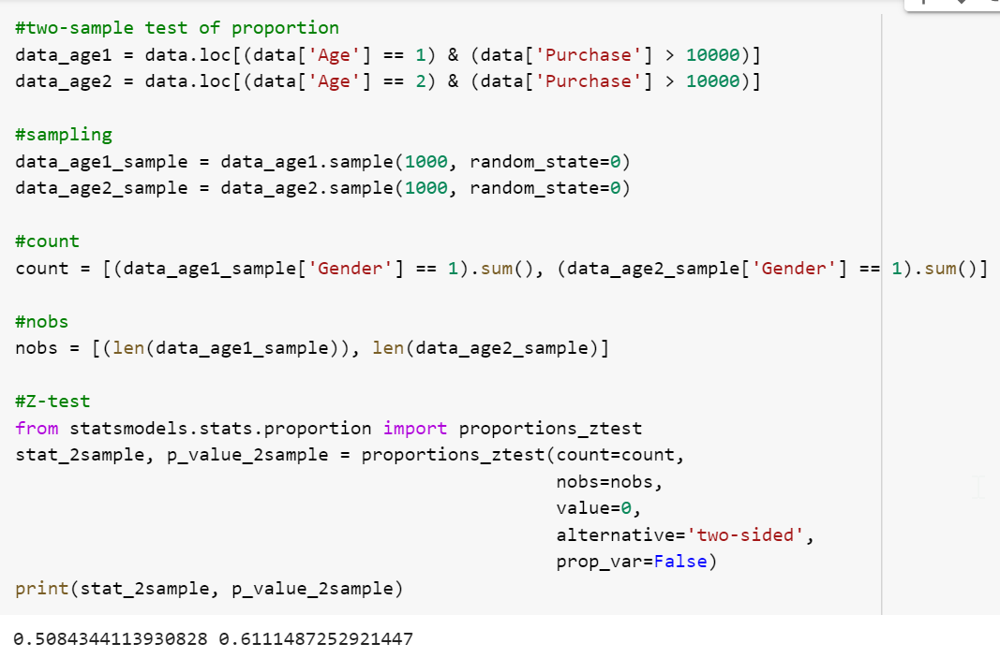 #two-sample test of proportion
data_age1 = data.loc[(data['Age'] == 1) & (data['Purchase'] > 10000)]
data_age2 = data.loc[(data['Age'] == 2) & (data['Purchase'] > 10000)]
#sampling
data_age1_sample = data_age1.sample(1000, random_state=0)
data_age2_sample = data_age2.sample(1000, random_state=0)
#count
count = [(data_age1_sample['Gender'] == 1).sum(), (data_age2_sample['Gender'] == 1).sum()]
#nobs
nobs = [(len(data_age1_sample)), len(data_age2_sample)]
#Z-test
from statsmodels.stats.proportion import proportions_ztest
stat_2sample, p_value_2sample = proportions_ztest(count=count,
nobs=nobs,
value=0,
alternative='two-sided',
prop_var=False)
print(stat_2sample, p_value_2sample)
0.5084344113930828 0.6111487252921447